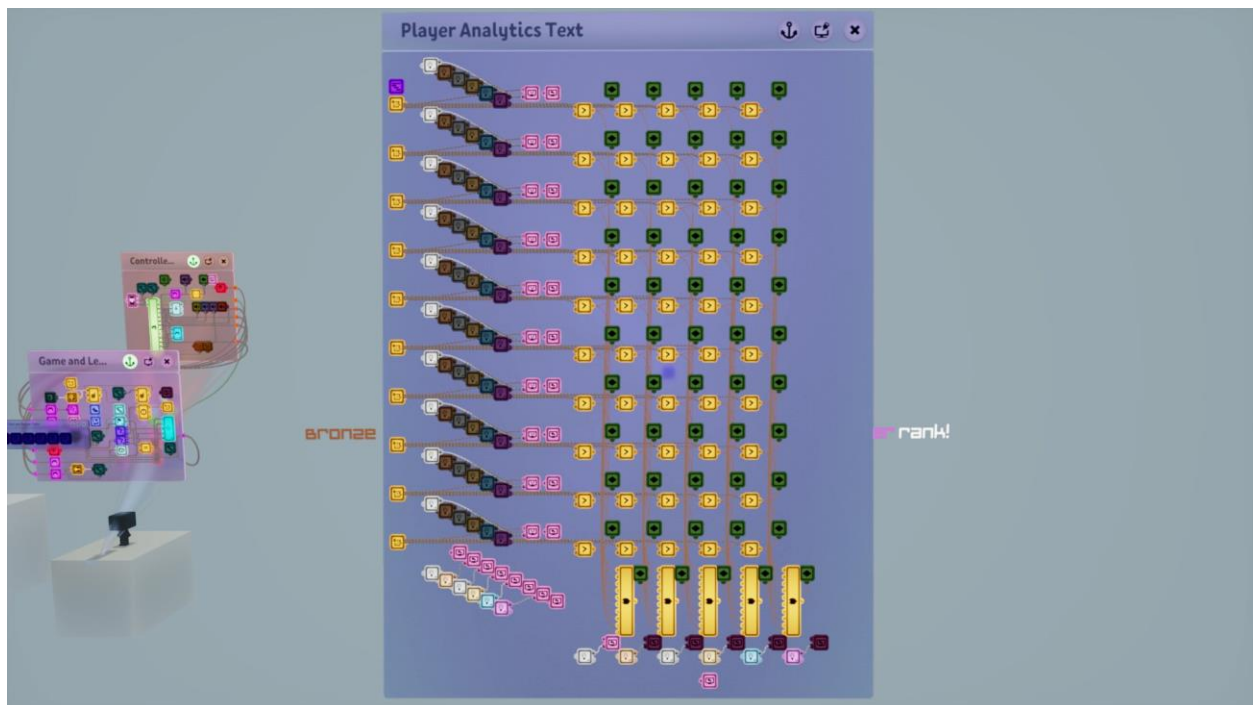 Player Analytics Text
Controlle...
Game and Le...
Bronze
rank!